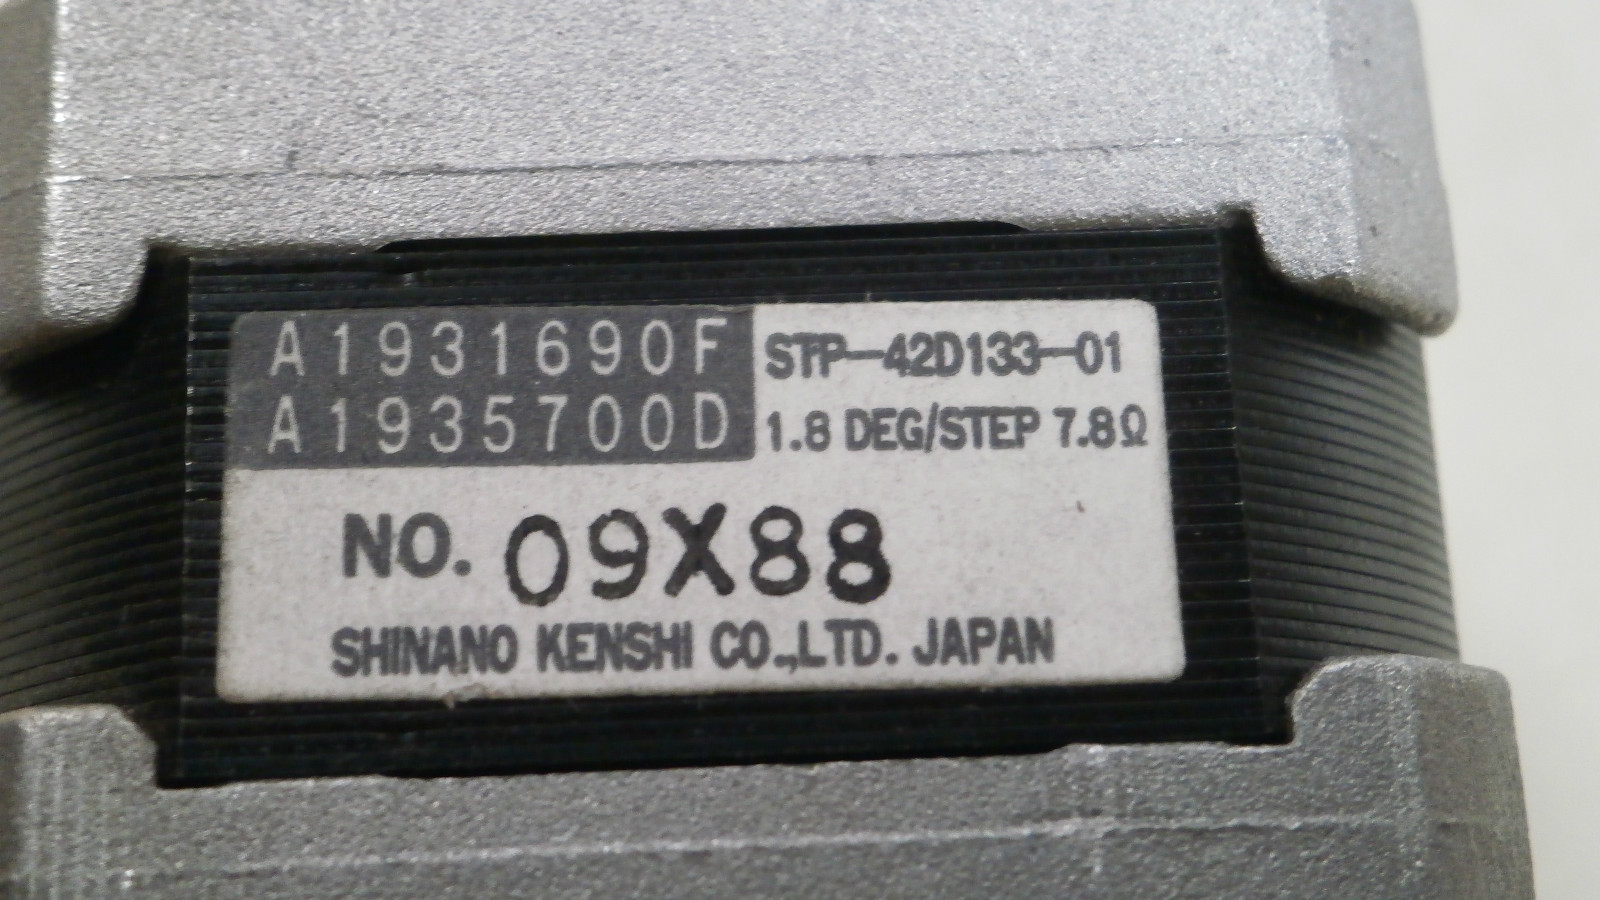 A1931690F STP-42D133-01
A1935700D 1.8 DEG/STEP 7.8Ω
NO. 09X88
SHINANO KENSHI CO.,LTD. JAPAN